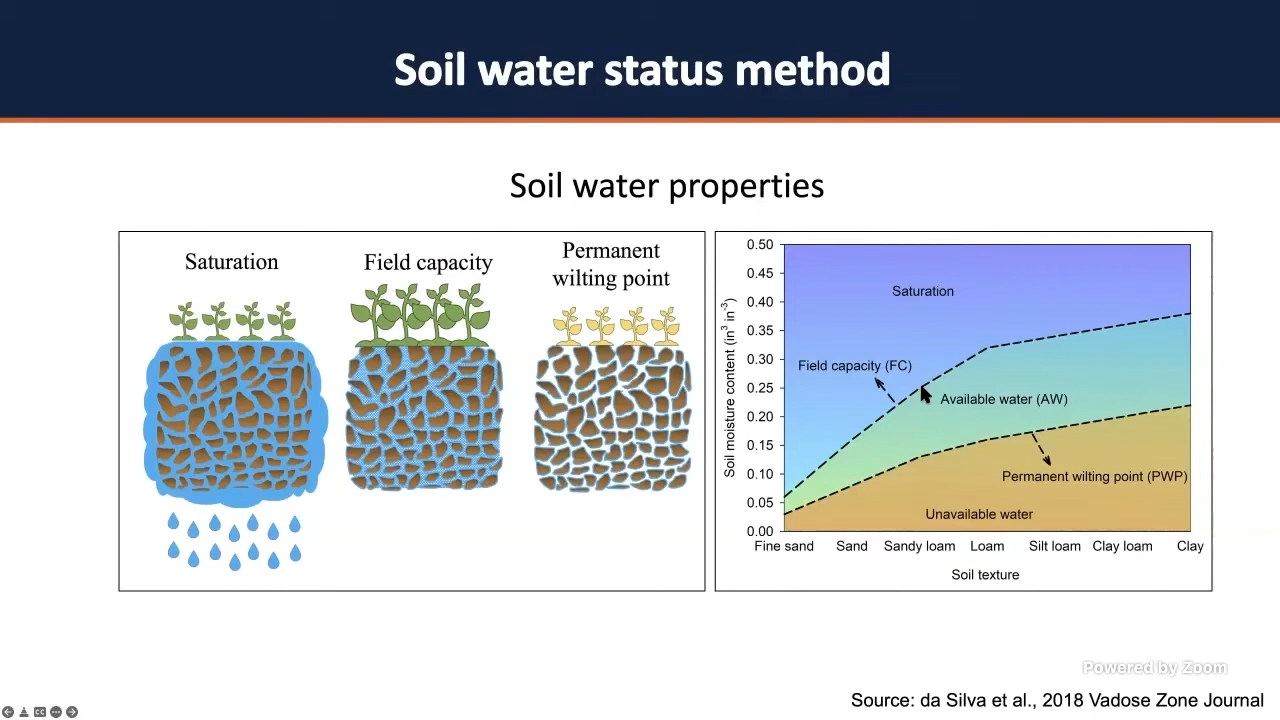 Soil water status method
Soil water properties
Saturation
Field capacity
Permanent
wilting point
Soil moisture content (in³ in⁻³)
0.50
0.45
0.40
0.35
0.30
0.25
0.20
0.15
0.10
0.05
0.00
Saturation
Field capacity (FC)
Available water (AW)
Permanent wilting point (PWP)
Unavailable water
Fine sand Sand Sandy loam Loam Silt loam Clay loam Clay
Soil texture
Powered by Zoom
Source: da Silva et al., 2018 Vadose Zone Journal
CC